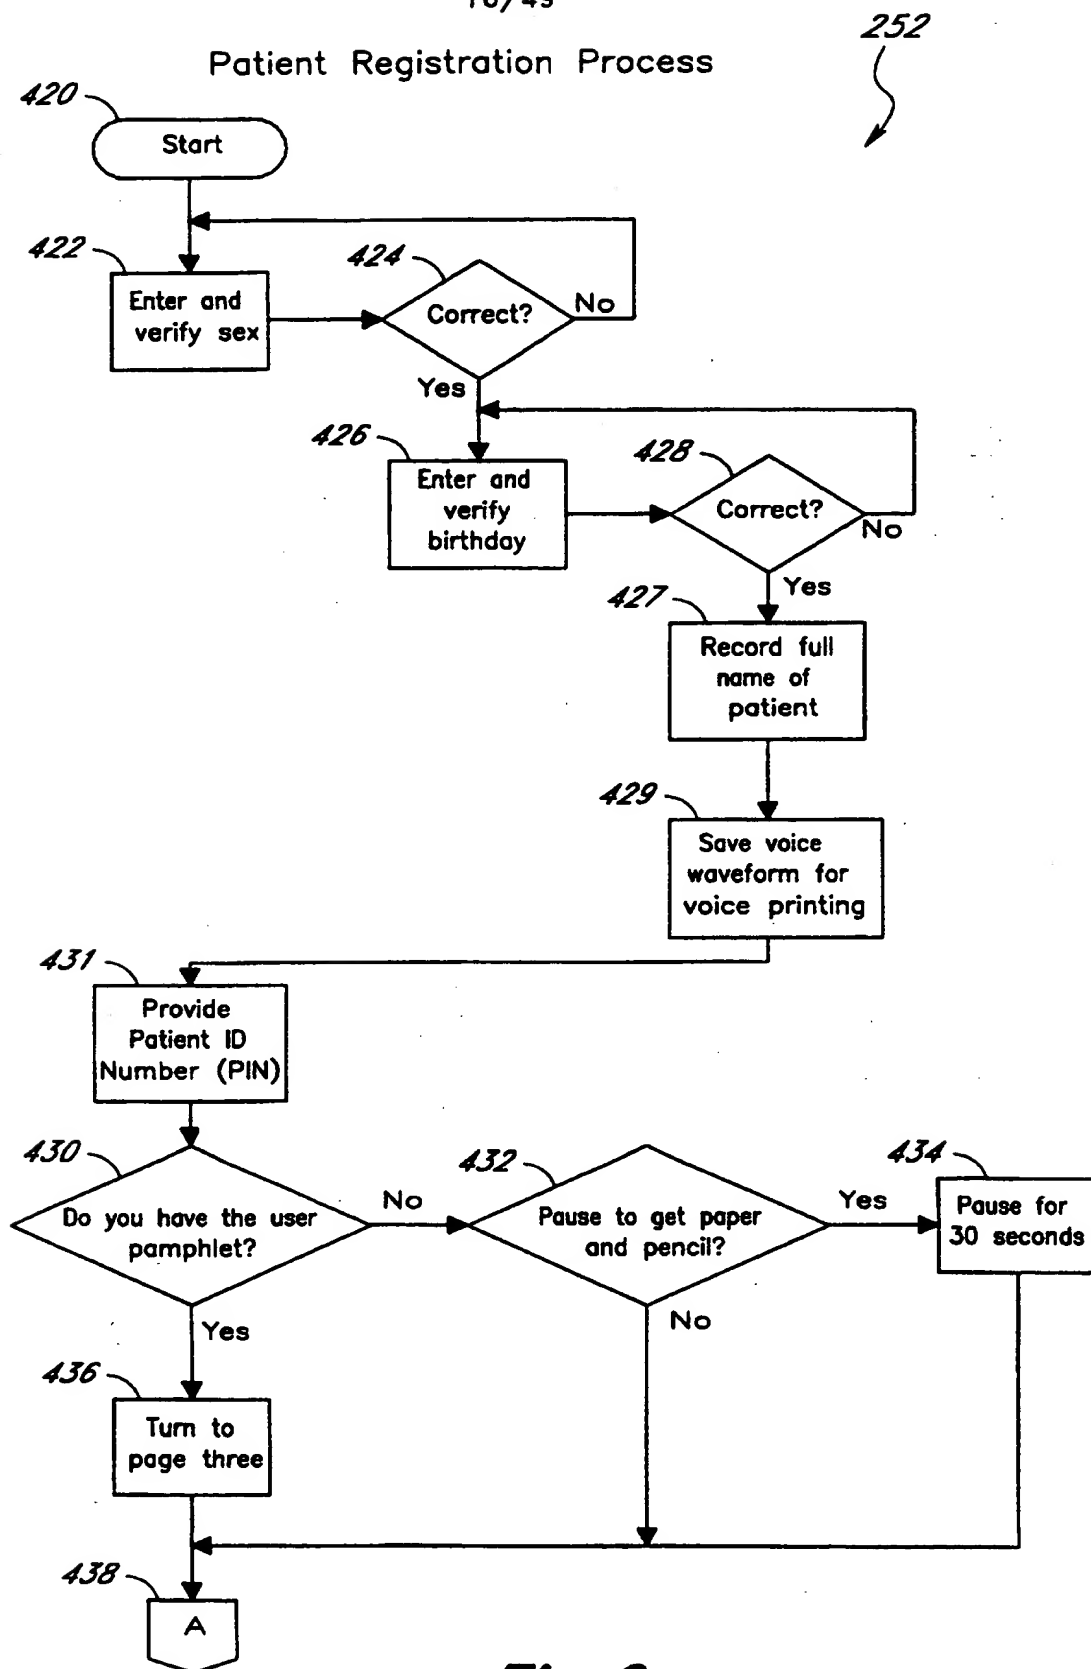 Patient Registration Process
252
420
Start
422
Enter and
verify sex
424
Correct?
No
Yes
426
Enter and
verify
birthday
428
Correct?
No
Yes
427
Record full
name of
patient
429
Save voice
waveform for
voice printing
431
Provide
Patient ID
Number (PIN)
430
Do you have the user
pamphlet?
No
432
Pause to get paper
and pencil?
Yes
434
Pause for
30 seconds
Yes
No
436
Turn to
page three
438
A